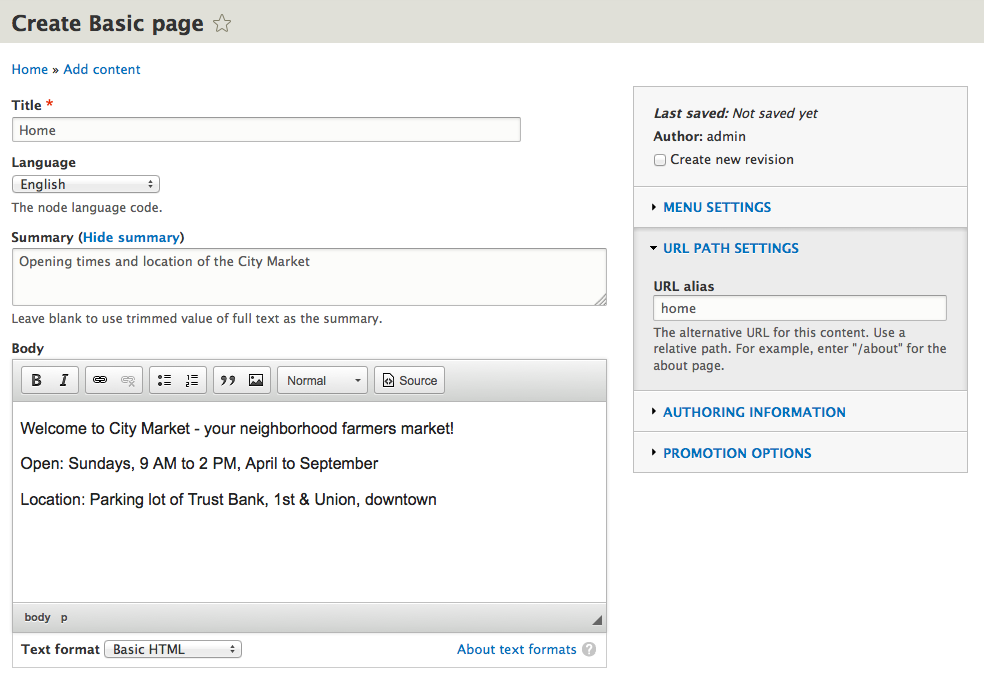 Create Basic page
Home » Add content
Title *
Home
Language
English
The node language code.
Summary (Hide summary)
Opening times and location of the City Market
Leave blank to use trimmed value of full text as the summary.
Body
B I Normal Source
Welcome to City Market - your neighborhood farmers market!
Open: Sundays, 9 AM to 2 PM, April to September
Location: Parking lot of Trust Bank, 1st & Union, downtown
body p
Text format Basic HTML About text formats ?
Last saved: Not saved yet
Author: admin
Create new revision
MENU SETTINGS
URL PATH SETTINGS
URL alias
home
The alternative URL for this content. Use a
relative path. For example, enter "/about" for the
about page.
AUTHORING INFORMATION
PROMOTION OPTIONS